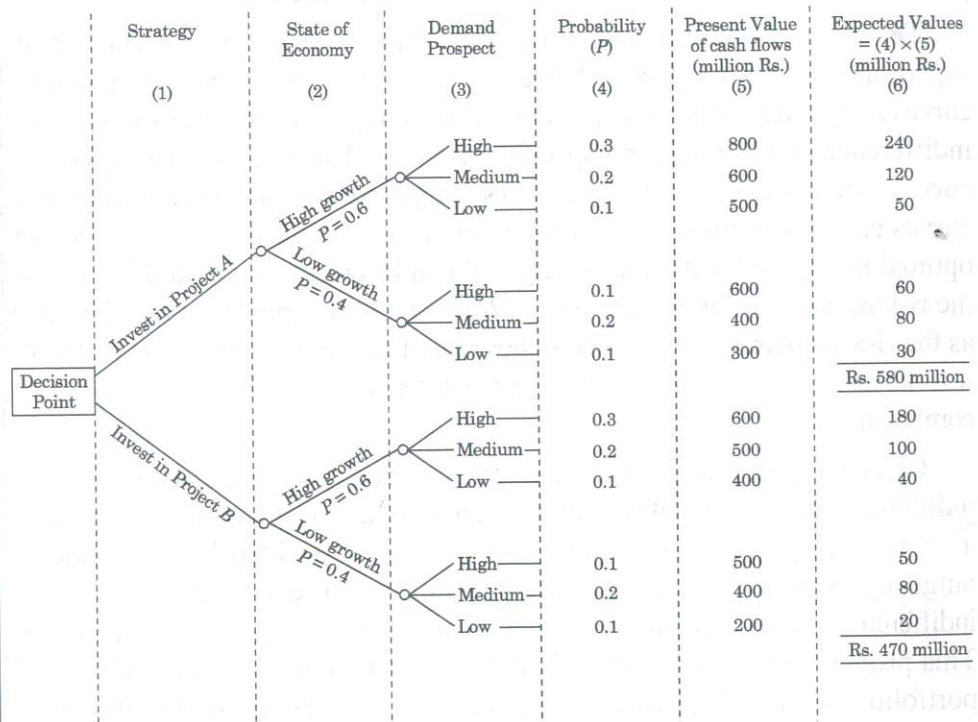 Strategy State of Economy Demand Prospect Probability (P) Present Value of cash flows (million Rs.) Expected Values = (4) × (5) (million Rs.)
(1) (2) (3) (4) (5) (6)
High 0.3 800 240
Medium 0.2 600 120
Low 0.1 500 50
High growth
P = 0.6
Invest in Project A
Low growth
P = 0.4
High 0.1 600 60
Medium 0.2 400 80
Low 0.1 300 30
Rs. 580 million
Decision
Point
High 0.3 600 180
Medium 0.2 500 100
Low 0.1 400 40
High growth
P = 0.6
Invest in Project B
Low growth
P = 0.4
High 0.1 500 50
Medium 0.2 400 80
Low 0.1 200 20
Rs. 470 million